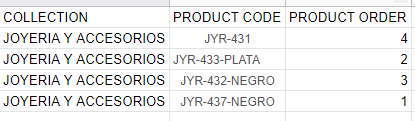 COLLECTION PRODUCT CODE PRODUCT ORDER
JOYERIA Y ACCESORIOS JYR-431 4
JOYERIA Y ACCESORIOS JYR-433-PLATA 2
JOYERIA Y ACCESORIOS JYR-432-NEGRO 3
JOYERIA Y ACCESORIOS JYR-437-NEGRO 1